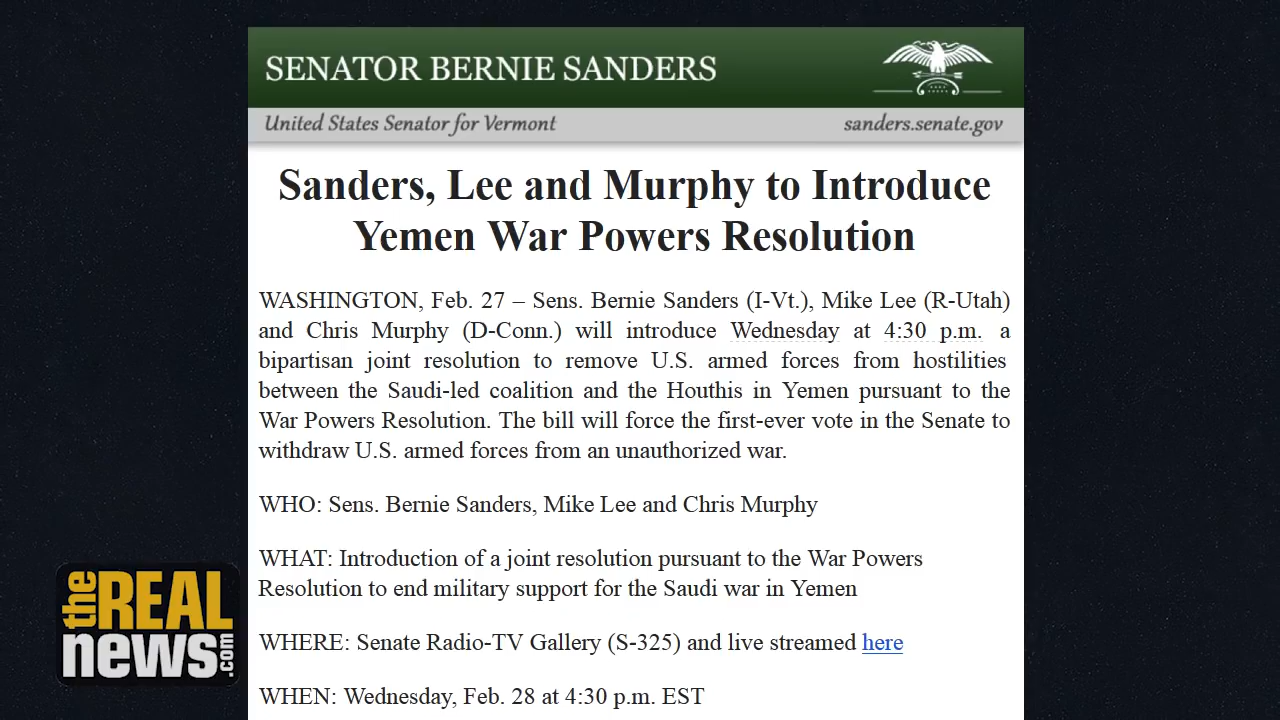 SENATOR BERNIE SANDERS
United States Senator for Vermont
sanders.senate.gov
Sanders, Lee and Murphy to Introduce
Yemen War Powers Resolution
WASHINGTON, Feb. 27 – Sens. Bernie Sanders (I-Vt.), Mike Lee (R-Utah)
and Chris Murphy (D-Conn.) will introduce Wednesday at 4:30 p.m. a
bipartisan joint resolution to remove U.S. armed forces from hostilities
between the Saudi-led coalition and the Houthis in Yemen pursuant to the
War Powers Resolution. The bill will force the first-ever vote in the Senate to
withdraw U.S. armed forces from an unauthorized war.
WHO: Sens. Bernie Sanders, Mike Lee and Chris Murphy
WHAT: Introduction of a joint resolution pursuant to the War Powers
Resolution to end military support for the Saudi war in Yemen
WHERE: Senate Radio-TV Gallery (S-325) and live streamed here
WHEN: Wednesday, Feb. 28 at 4:30 p.m. EST
the REAL
news.com